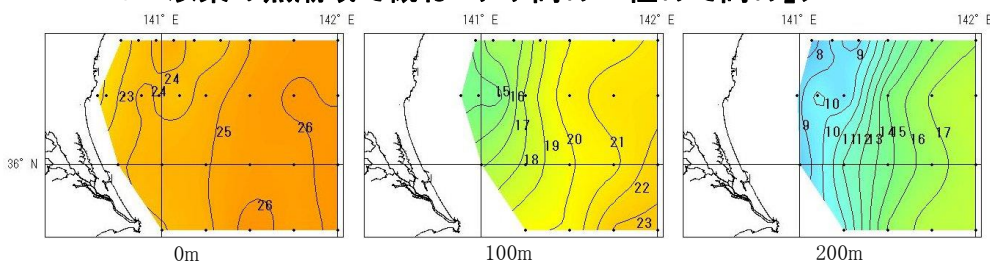 141° E 142° E 141° E 142° E 141° E 142° E
36° N
23 24 24 25 26 26
15 16 17 18 19 20 21 22 23
8 9 9 10 10 11 12 13 14 15 16 17
0m 100m 200m